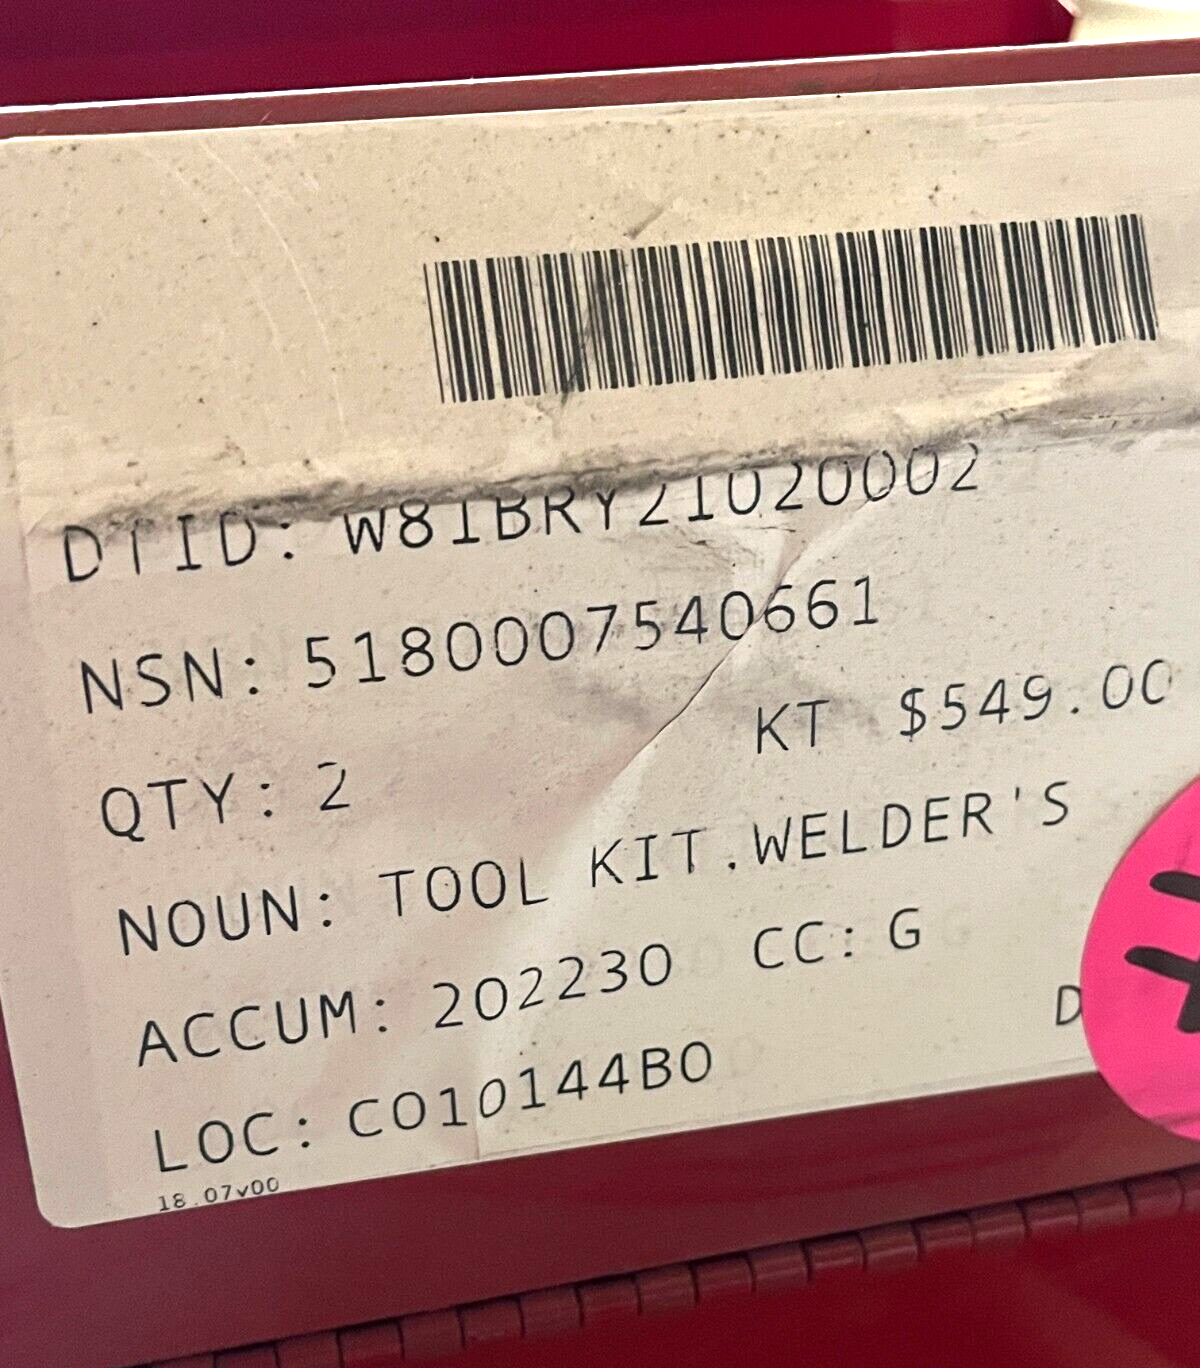 DTID: W81BRY21020002
NSN: 5180007540661
QTY: 2 KT $549.00
NOUN: TOOL KIT.WELDER'S
ACCUM: 202230 CC: G
D
LOC: CO10144BO
18.07v00